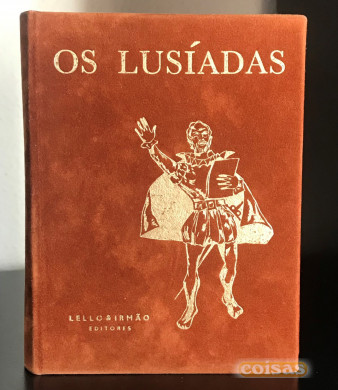 OS LUSÍADAS
LELLO & IRMÃO
EDITORES
coisas